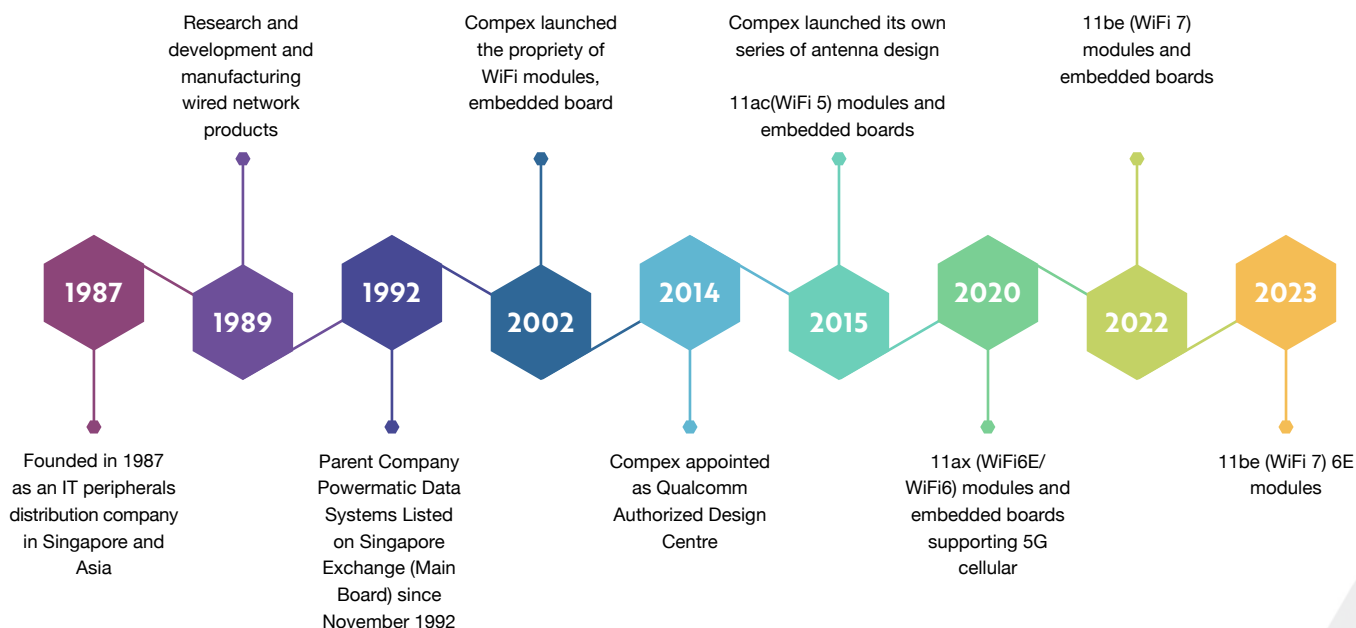 Research and
development and
manufacturing
wired network
products
Compex launched
the propriety of
WiFi modules,
embedded board
Compex launched its own
series of antenna design
11ac(WiFi 5) modules and
embedded boards
11be (WiFi 7)
modules and
embedded boards
1987
1989
1992
2002
2014
2015
2020
2022
2023
Founded in 1987
as an IT peripherals
distribution company
in Singapore and
Asia
Parent Company
Powermatic Data
Systems Listed
on Singapore
Exchange (Main
Board) since
November 1992
Compex appointed
as Qualcomm
Authorized Design
Centre
11ax (WiFi6E/
WiFi6) modules and
embedded boards
supporting 5G
cellular
11be (WiFi 7) 6E
modules